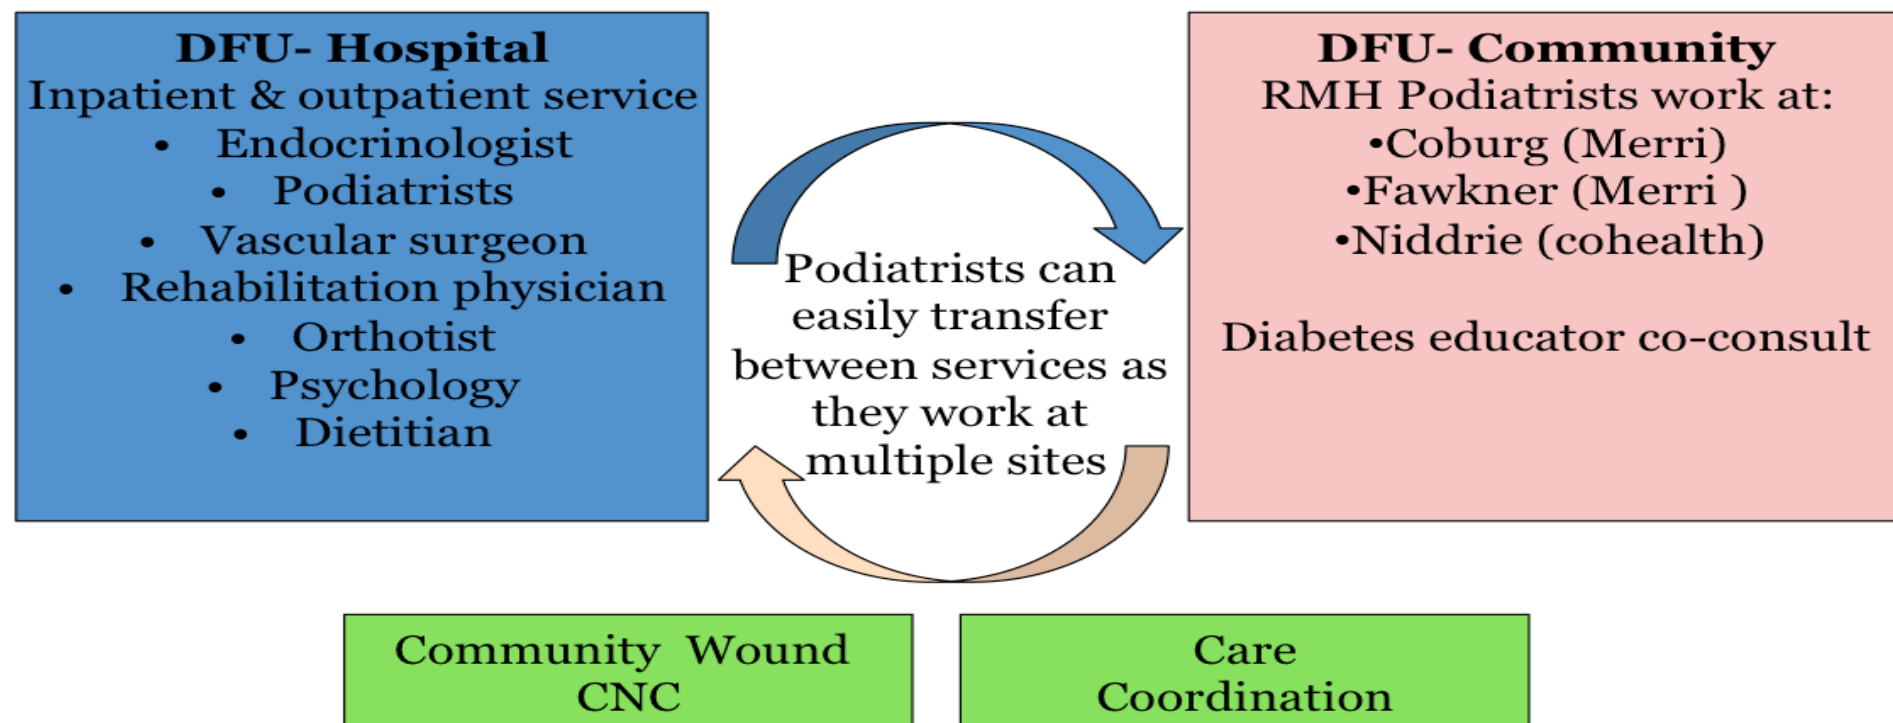 DFU- Hospital
Inpatient & outpatient service
• Endocrinologist
• Podiatrists
• Vascular surgeon
• Rehabilitation physician
• Orthotist
• Psychology
• Dietitian
Podiatrists can
easily transfer
between services as
they work at
multiple sites
DFU- Community
RMH Podiatrists work at:
•Coburg (Merri)
•Fawkner (Merri )
•Niddrie (cohealth)
Diabetes educator co-consult
Community Wound
CNC
Care
Coordination